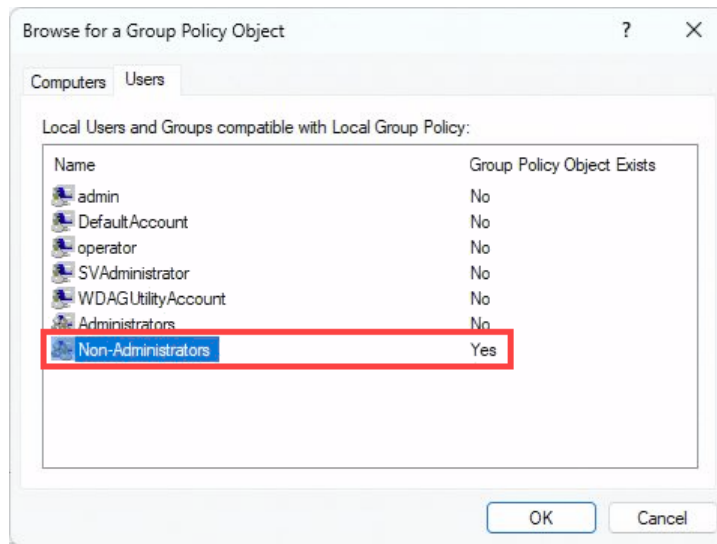 Browse for a Group Policy Object ?
Computers Users
Local Users and Groups compatible with Local Group Policy:
Name Group Policy Object Exists
admin No
DefaultAccount No
operator No
SVAdministrator No
WDAGUtilityAccount No
Administrators No
Non-Administrators Yes
OK Cancel